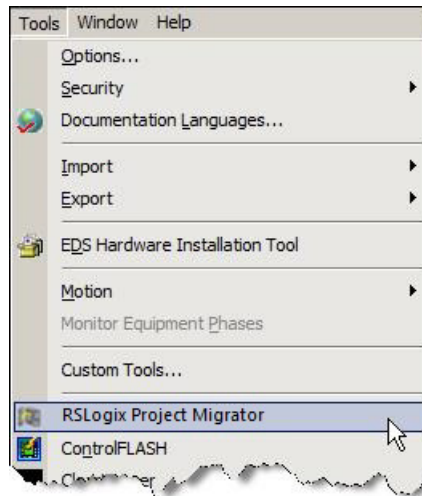 Tools Window Help
Options...
Security
Documentation Languages...
Import
Export
EDS Hardware Installation Tool
Motion
Monitor Equipment Phases
Custom Tools...
RSLogix Project Migrator
ControlFLASH